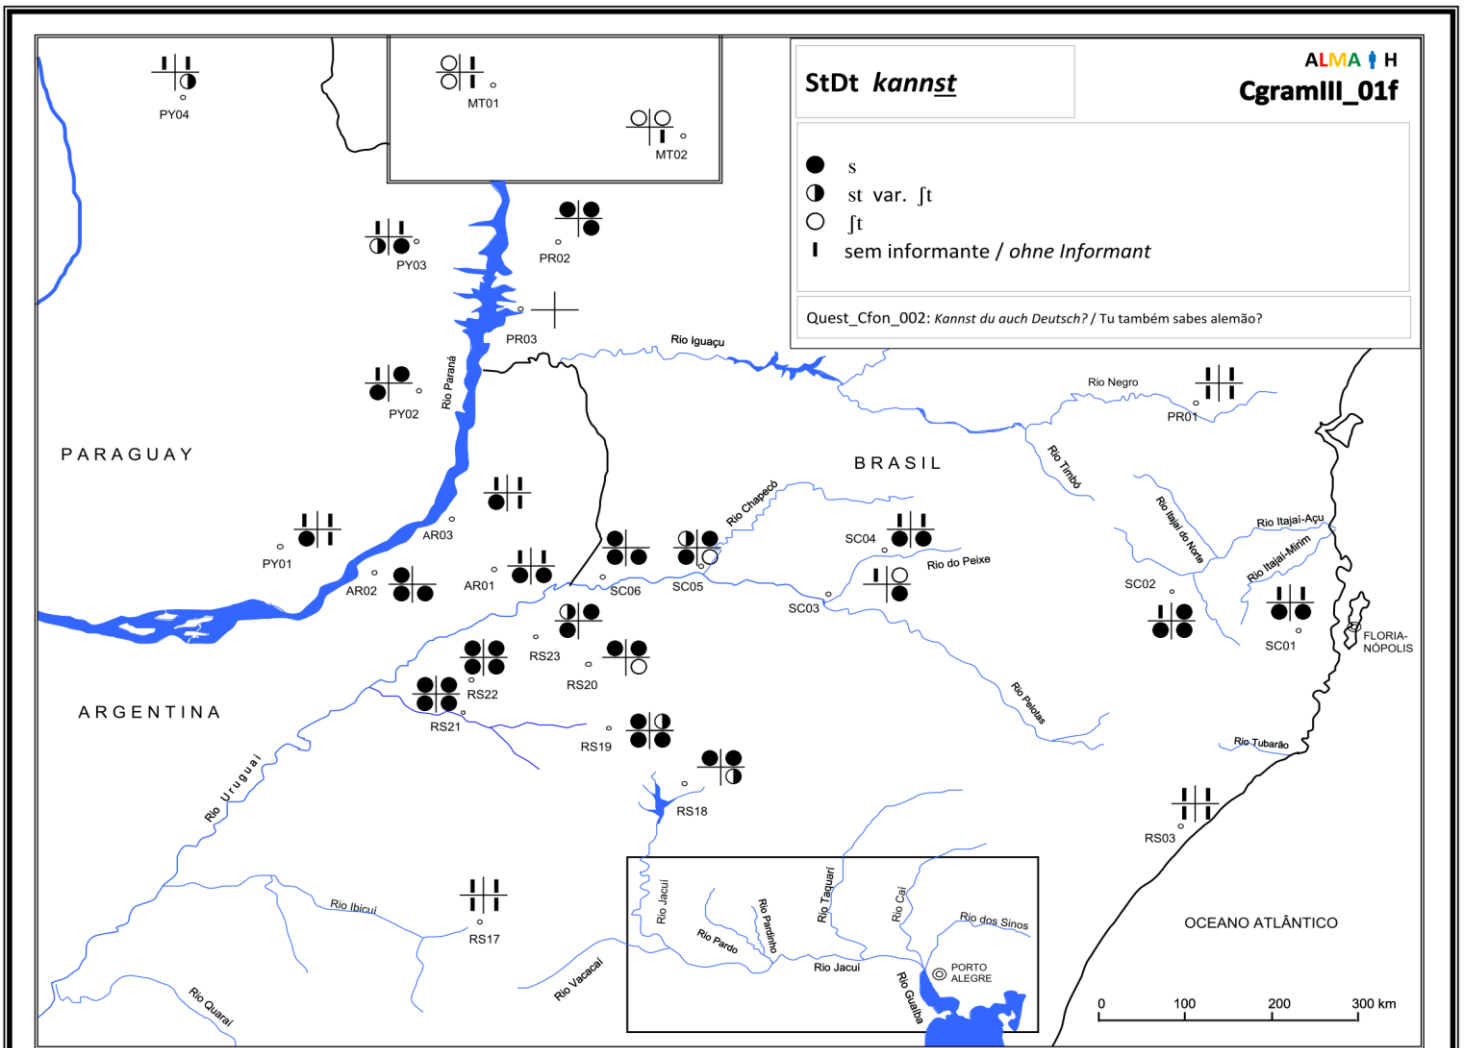 ALMA H
StDt kannst
CgramIII_01f
s
st var. ʃt
ʃt
sem informante / ohne Informant
Quest_Cfon_002: Kannst du auch Deutsch? / Tu também sabes alemão?
PY04
MT01
MT02
PY03
PR02
PR03
Rio Iguaçu
Rio Paraná
PY02
Rio Negro
PR01
PARAGUAY
BRASIL
Rio Timbó
Rio Chapecó
Rio Itajaí do Norte
Rio Itajaí-Açu
Rio Itajaí-Mirim
AR03
PY01
SC04
Rio do Peixe
AR02
AR01
SC06
SC05
SC03
SC02
SC01
FLORIA-
NÓPOLIS
RS23
RS20
RS22
RS21
ARGENTINA
Rio Pelotas
RS19
Rio Tubarão
Rio Uruguai
RS18
RS03
Rio Jacuí
Rio Taquari
Rio Caí
Rio Ibicuí
RS17
Rio Pardo
Rio Pardinho
Rio dos Sinos
OCEANO ATLÂNTICO
Rio Vacacaí
Rio Jacuí
PORTO
ALEGRE
Rio Guaíba
Rio Quaraí
0 100 200 300 km